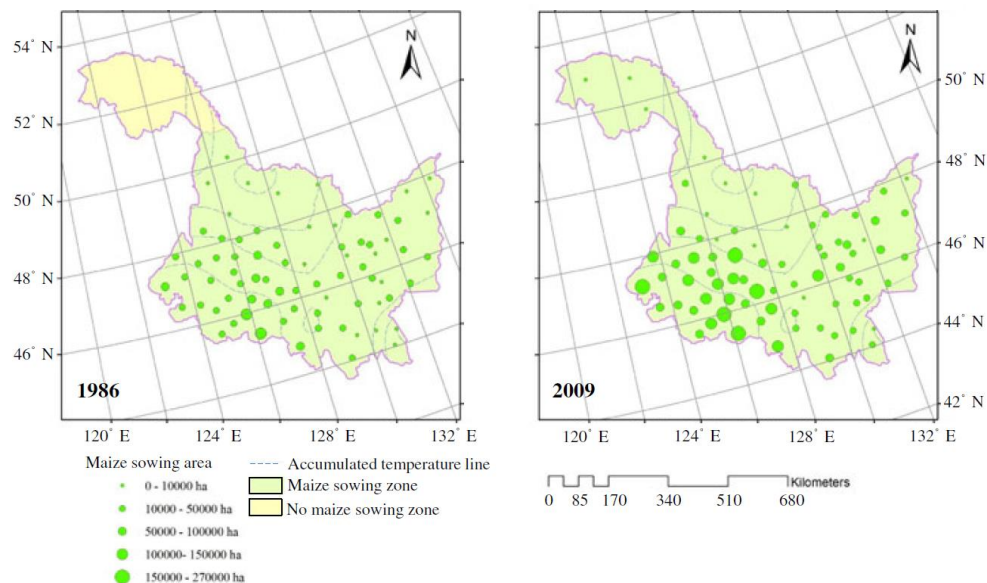 54° N
52° N
50° N
48° N
46° N
N
1986
120° E
124° E
128° E
132° E
N
2009
50° N
48° N
46° N
44° N
42° N
120° E
124° E
128° E
132° E
Maize sowing area
0 - 10000 ha
10000 - 50000 ha
50000 - 100000 ha
100000- 150000 ha
150000 - 270000 ha
Accumulated temperature line
Maize sowing zone
No maize sowing zone
Kilometers
0 85 170 340 510 680